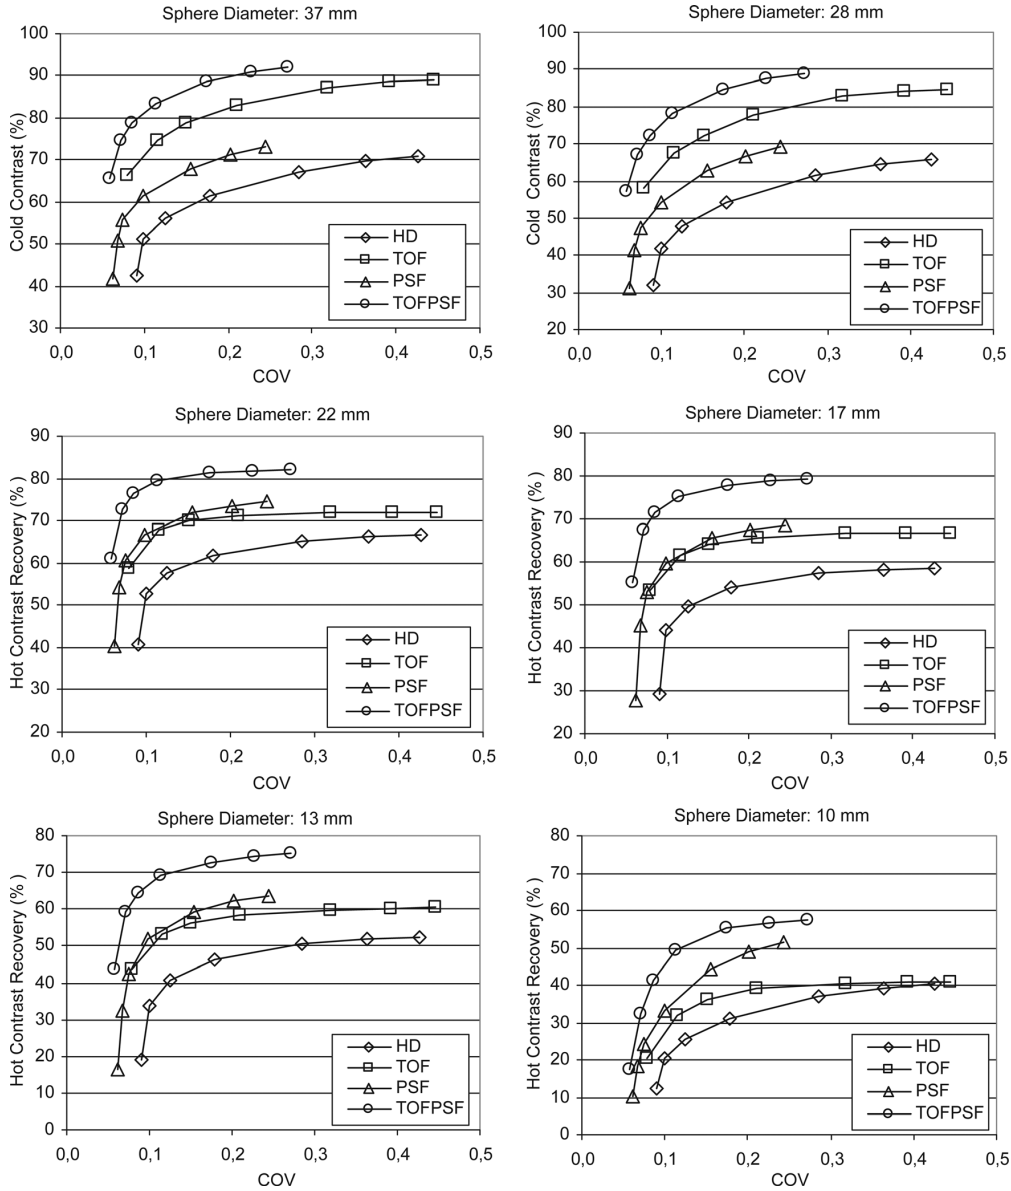 Sphere Diameter: 37 mm
Cold Contrast (%)
100
90
80
70
60
50
40
30
0,0 0,1 0,2 0,3 0,4 0,5
COV
HD
TOF
PSF
TOFPSF
Sphere Diameter: 28 mm
Cold Contrast (%)
100
90
80
70
60
50
40
30
20
0,0 0,1 0,2 0,3 0,4 0,5
COV
HD
TOF
PSF
TOFPSF
Sphere Diameter: 22 mm
Hot Contrast Recovery (%)
90
80
70
60
50
40
30
20
0,0 0,1 0,2 0,3 0,4 0,5
COV
HD
TOF
PSF
TOFPSF
Sphere Diameter: 17 mm
Hot Contrast Recovery (%)
90
80
70
60
50
40
30
20
0,0 0,1 0,2 0,3 0,4 0,5
COV
HD
TOF
PSF
TOFPSF
Sphere Diameter: 13 mm
Hot Contrast Recovery (%)
80
70
60
50
40
30
20
10
0
0,0 0,1 0,2 0,3 0,4 0,5
COV
HD
TOF
PSF
TOFPSF
Sphere Diameter: 10 mm
Hot Contrast Recovery (%)
80
70
60
50
40
30
20
10
0
0,0 0,1 0,2 0,3 0,4 0,5
COV
HD
TOF
PSF
TOFPSF